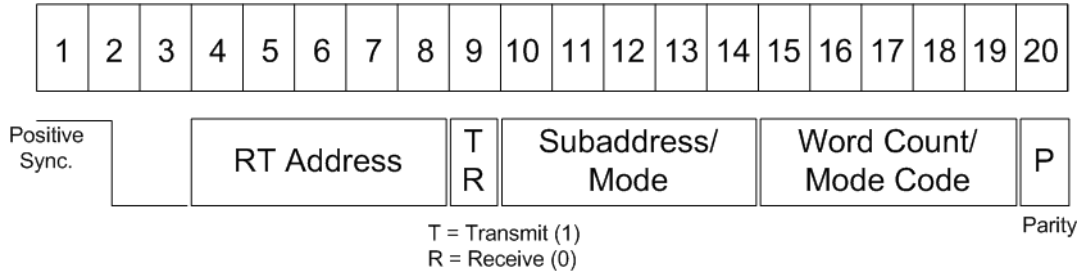 1 2 3 4 5 6 7 8 9 10 11 12 13 14 15 16 17 18 19 20
Positive
Sync.
RT Address
T
R
Subaddress/
Mode
Word Count/
Mode Code
P
Parity
T = Transmit (1)
R = Receive (0)